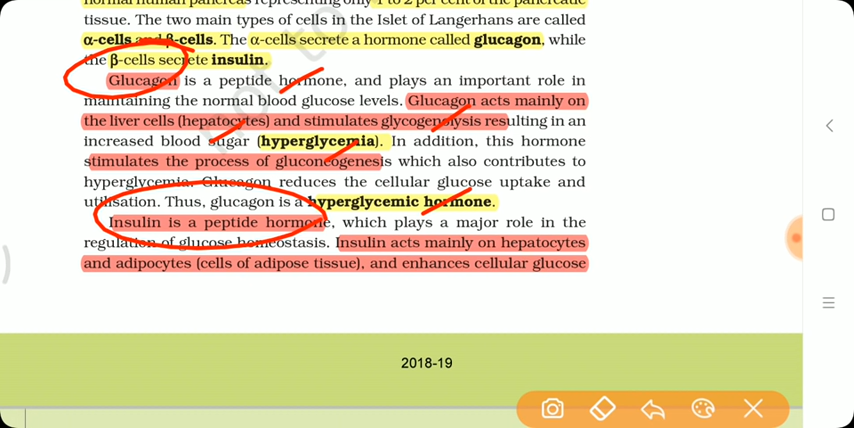 normal human pancreas representing only 1 to 2 per cent of the pancreatic
tissue. The two main types of cells in the Islet of Langerhans are called
α-cells and β-cells. The α-cells secrete a hormone called glucagon, while
the β-cells secrete insulin.
Glucagon is a peptide hormone, and plays an important role in
maintaining the normal blood glucose levels. Glucagon acts mainly on
the liver cells (hepatocytes) and stimulates glycogenolysis resulting in an
increased blood sugar (hyperglycemia). In addition, this hormone
stimulates the process of gluconeogenesis which also contributes to
hyperglycemia. Glucagon reduces the cellular glucose uptake and
utilisation. Thus, glucagon is a hyperglycemic hormone.
Insulin is a peptide hormone, which plays a major role in the
regulation of glucose homeostasis. Insulin acts mainly on hepatocytes
and adipocytes (cells of adipose tissue), and enhances cellular glucose
2018-19